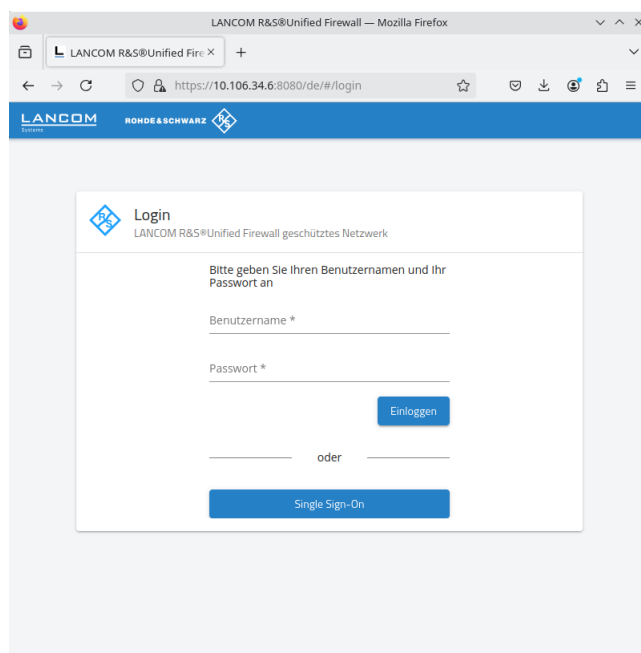 LANCOM R&S®Unified Firewall — Mozilla Firefox
LANCOM R&S®Unified Fire
https://10.106.34.6:8080/de/#/login
LANCOM
Systems
ROHDE&SCHWARZ
R&S
R&S
Login
LANCOM R&S®Unified Firewall geschütztes Netzwerk
Bitte geben Sie Ihren Benutzernamen und Ihr
Passwort an
Benutzername *
Passwort *
Einloggen
oder
Single Sign-On